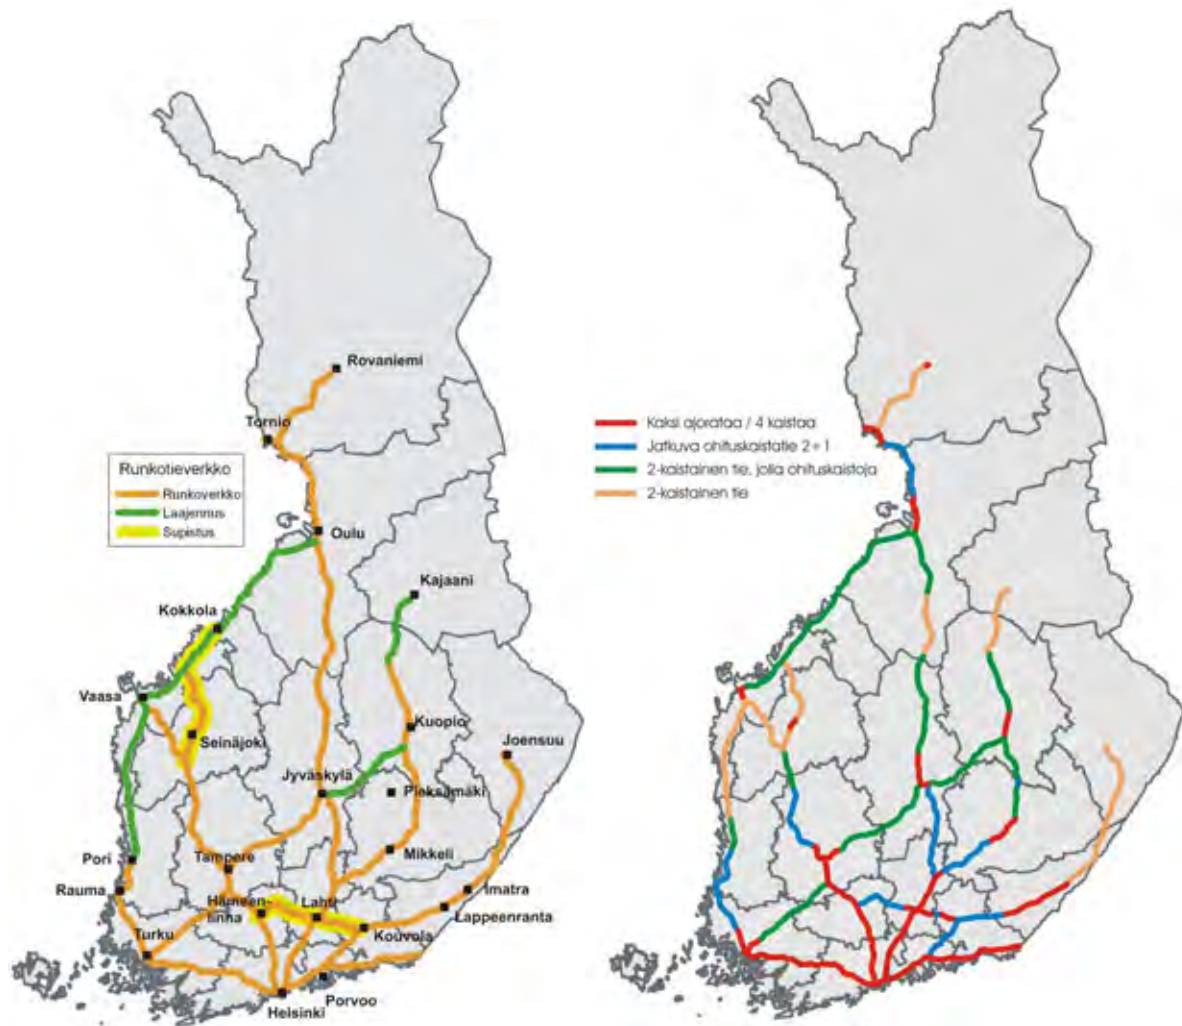 Rovaniemi
Tornio
Runkotieverkko
Runkoverkko
Laajennus
Supistus
Oulu
Kajaani
Kokkola
Vaasa
Seinäjoki
Kuopio
Joensuu
Jyväskylä
Pieksämäki
Pori
Tampere
Mikkeli
Rauma
Hämeen-
linna
Lahti
Imatra
Lappeenranta
Turku
Kouvola
Porvoo
Helsinki
Kaksi ajorataa / 4 kaistaa
Jatkuva ohituskaistatie 2+1
2-kaistainen tie, jolla ohituskaistoja
2-kaistainen tie